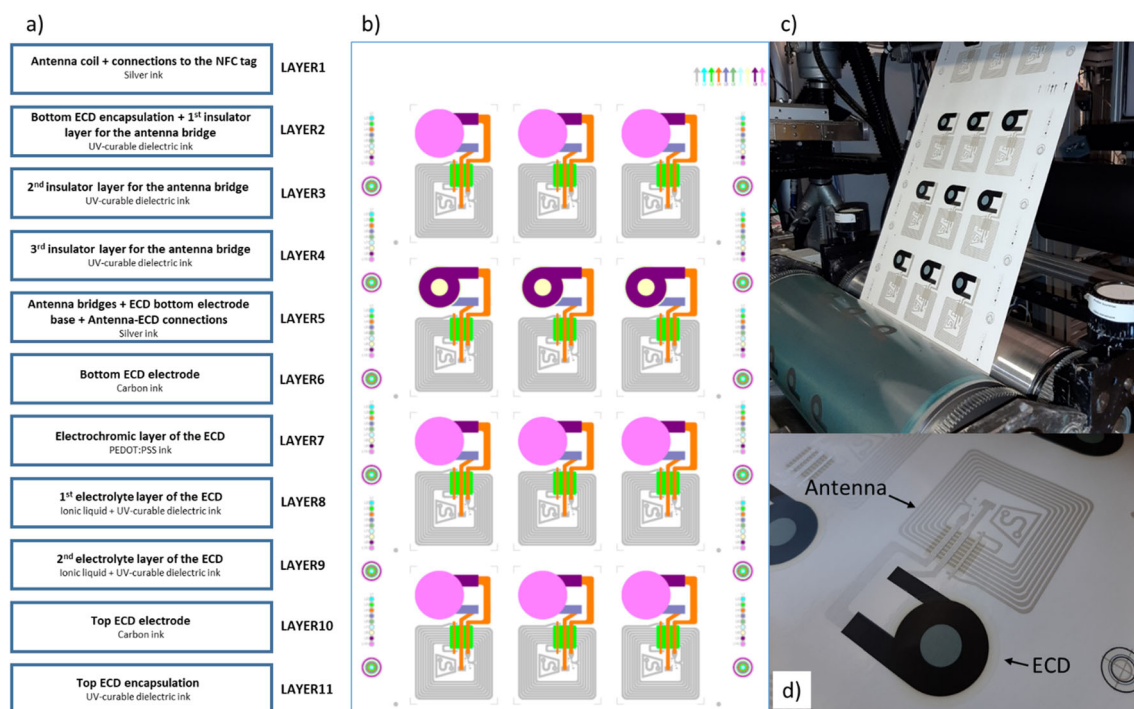 a)
Antenna coil + connections to the NFC tag
Silver ink
LAYER1
Bottom ECD encapsulation + 1st insulator
layer for the antenna bridge
UV-curable dielectric ink
LAYER2
2nd insulator layer for the antenna bridge
UV-curable dielectric ink
LAYER3
3rd insulator layer for the antenna bridge
UV-curable dielectric ink
LAYER4
Antenna bridges + ECD bottom electrode
base + Antenna-ECD connections
Silver ink
LAYER5
Bottom ECD electrode
Carbon ink
LAYER6
Electrochromic layer of the ECD
PEDOT:PSS ink
LAYER7
1st electrolyte layer of the ECD
Ionic liquid + UV-curable dielectric ink
LAYER8
2nd electrolyte layer of the ECD
Ionic liquid + UV-curable dielectric ink
LAYER9
Top ECD electrode
Carbon ink
LAYER10
Top ECD encapsulation
UV-curable dielectric ink
LAYER11
b)
c)
Antenna
ECD
d)